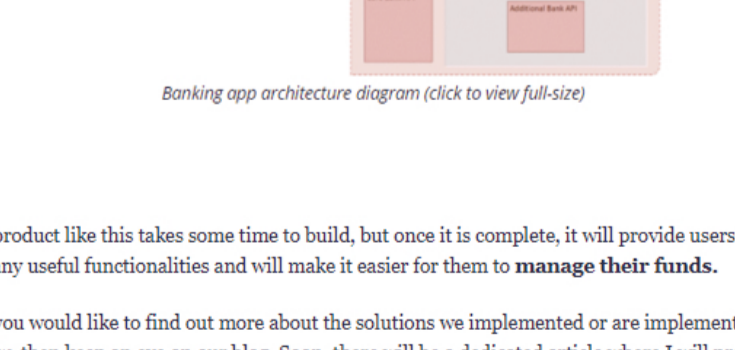 Additional Bank API
Banking app architecture diagram (click to view full-size)
product like this takes some time to build, but once it is complete, it will provide users
ny useful functionalities and will make it easier for them to manage their funds.
you would like to find out more about the solutions we implemented or are implement